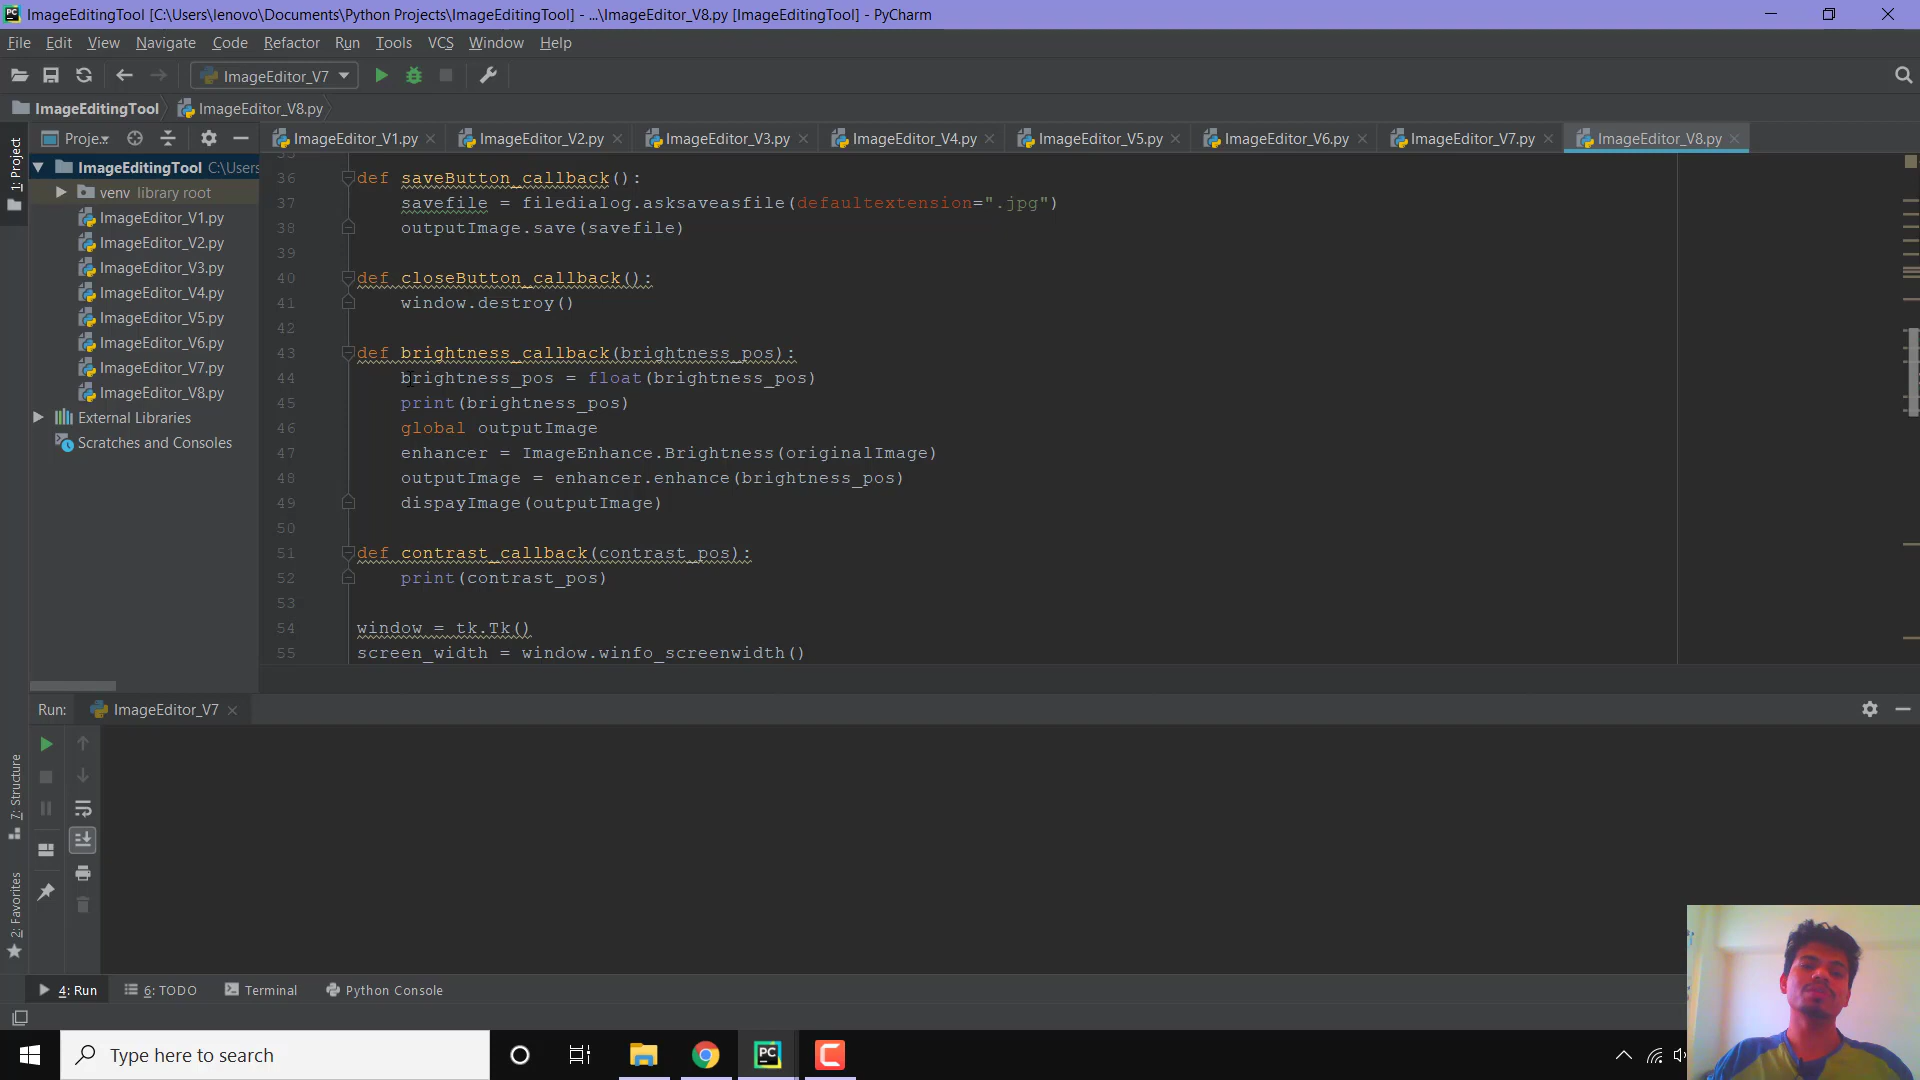 ImageEditingTool [C:\Users\lenovo\Documents\Python Projects\ImageEditingTool] - ...\ImageEditor_V8.py [ImageEditingTool] - PyCharm
File Edit View Navigate Code Refactor Run Tools VCS Window Help
ImageEditor_V7
ImageEditingTool ImageEditor_V8.py
1: Project
Proje
ImageEditor_V1.py ImageEditor_V2.py ImageEditor_V3.py ImageEditor_V4.py ImageEditor_V5.py ImageEditor_V6.py ImageEditor_V7.py ImageEditor_V8.py
ImageEditingTool C:\Users
venv library root
ImageEditor_V1.py
ImageEditor_V2.py
ImageEditor_V3.py
ImageEditor_V4.py
ImageEditor_V5.py
ImageEditor_V6.py
ImageEditor_V7.py
ImageEditor_V8.py
External Libraries
Scratches and Consoles
35
36 def saveButton_callback():
37 savefile = filedialog.asksaveasfile(defaultextension=".jpg")
38 outputImage.save(savefile)
39
40 def closeButton_callback():
41 window.destroy()
42
43 def brightness_callback(brightness_pos):
44 brightness_pos = float(brightness_pos)
45 print(brightness_pos)
46 global outputImage
47 enhancer = ImageEnhance.Brightness(originalImage)
48 outputImage = enhancer.enhance(brightness_pos)
49 dispayImage(outputImage)
50
51 def contrast_callback(contrast_pos):
52 print(contrast_pos)
53
54 window = tk.Tk()
55 screen_width = window.winfo_screenwidth()
Run: ImageEditor_V7
7: Structure
2: Favorites
4: Run 6: TODO Terminal Python Console
Type here to search